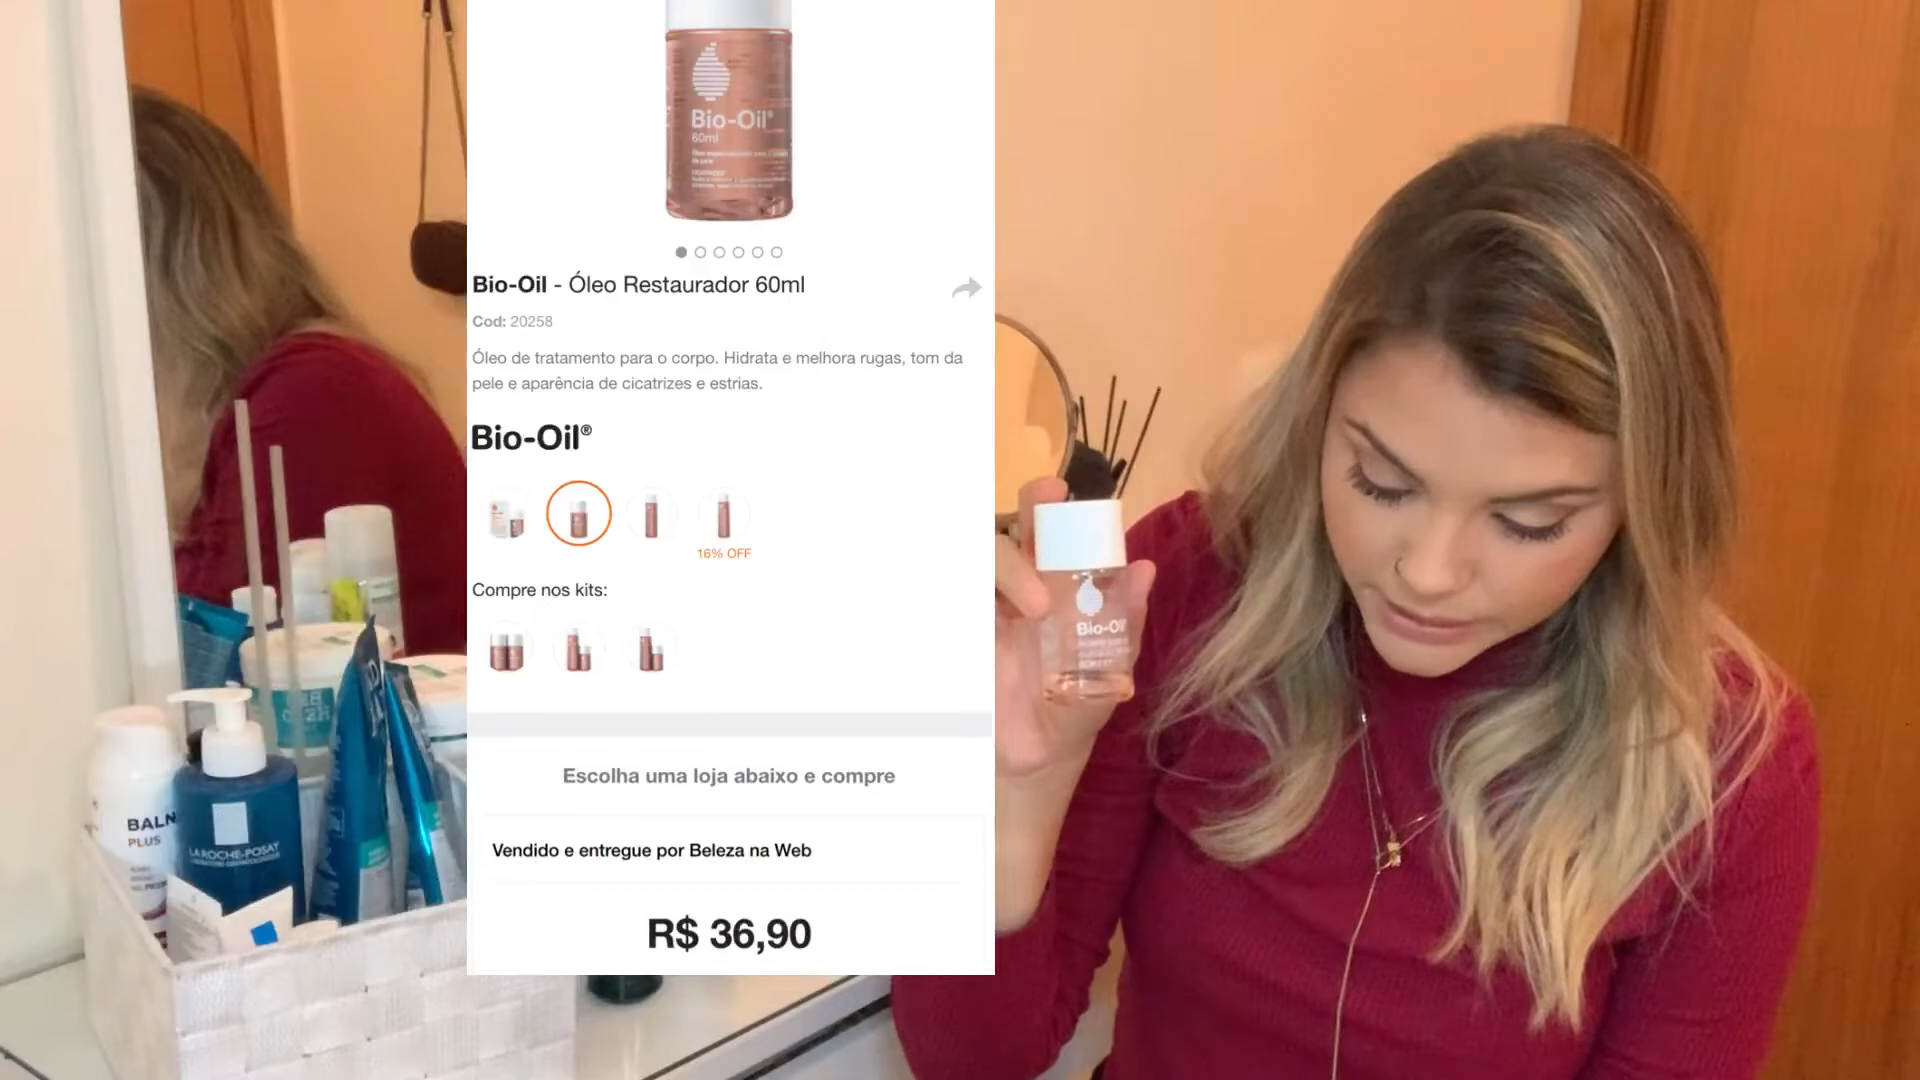 Bio-Oil®
60ml
Bio-Oil - Óleo Restaurador 60ml
Cod: 20258
Óleo de tratamento para o corpo. Hidrata e melhora rugas, tom da
pele e aparência de cicatrizes e estrias.
Bio-Oil®
16% OFF
Compre nos kits:
Escolha uma loja abaixo e compre
Vendido e entregue por Beleza na Web
R$ 36,90
Bio-Oil
PLUS
LA ROCHE-POSAY